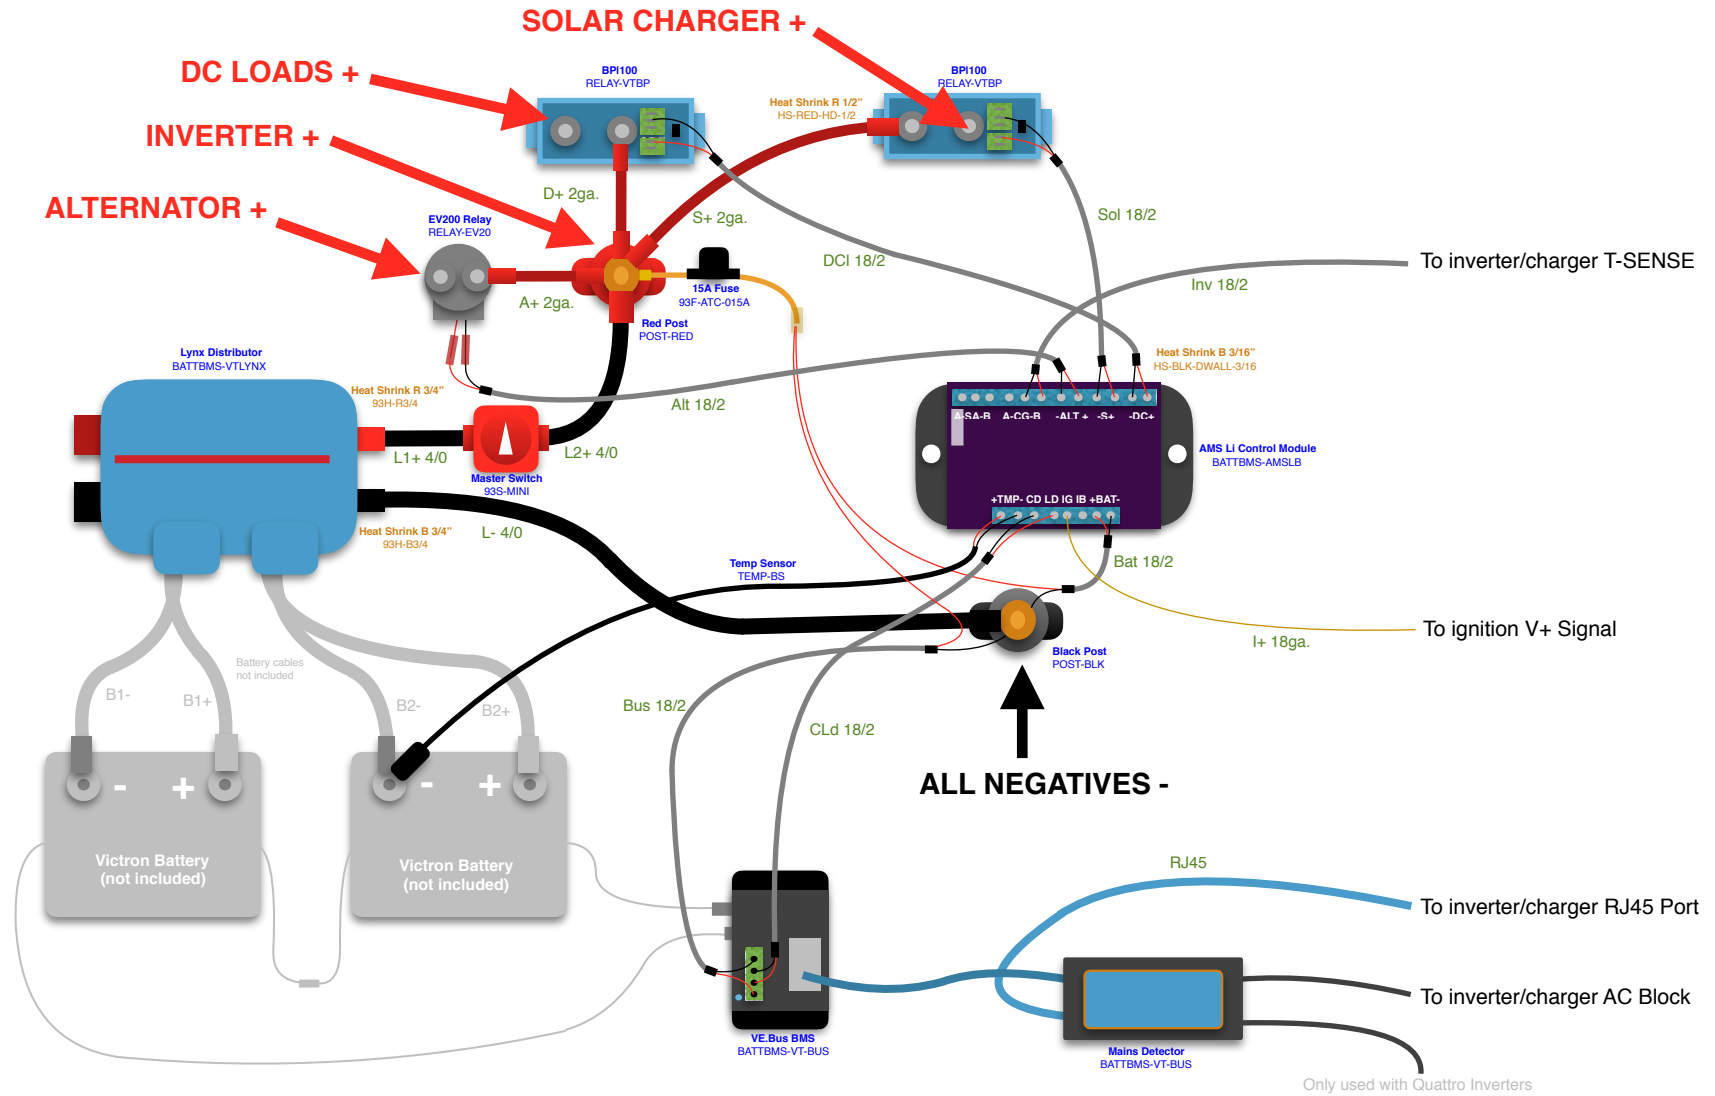 SOLAR CHARGER +
DC LOADS +
BPI100
RELAY-VTBP
BPI100
RELAY-VTBP
Heat Shrink R 1/2"
HS-RED-HD-1/2
INVERTER +
D+ 2ga.
S+ 2ga.
Sol 18/2
ALTERNATOR +
EV200 Relay
RELAY-EV20
DCI 18/2
To inverter/charger T-SENSE
Inv 18/2
A+ 2ga.
15A Fuse
93F-ATC-015A
Red Post
POST-RED
Lynx Distributor
BATTBMS-VTLYNX
Heat Shrink B 3/16"
HS-BLK-DWALL-3/16
Heat Shrink R 3/4"
93H-R3/4
Alt 18/2
A-SA-B A-CG-B -ALT + -S+ -DC+
L1+ 4/0
L2+ 4/0
AMS Li Control Module
BATTBMS-AMSLB
Master Switch
93S-MINI
+TMP- CD LD IG IB +BAT-
Heat Shrink B 3/4"
93H-B3/4
L- 4/0
Temp Sensor
TEMP-BS
Bat 18/2
To ignition V+ Signal
I+ 18ga.
Black Post
POST-BLK
Battery cables
not included
B1-
B1+
B2-
B2+
Bus 18/2
CLd 18/2
ALL NEGATIVES -
- +
- +
Victron Battery
(not included)
Victron Battery
(not included)
RJ45
To inverter/charger RJ45 Port
To inverter/charger AC Block
VE.Bus BMS
BATTBMS-VT-BUS
Mains Detector
BATTBMS-VT-BUS
Only used with Quattro Inverters